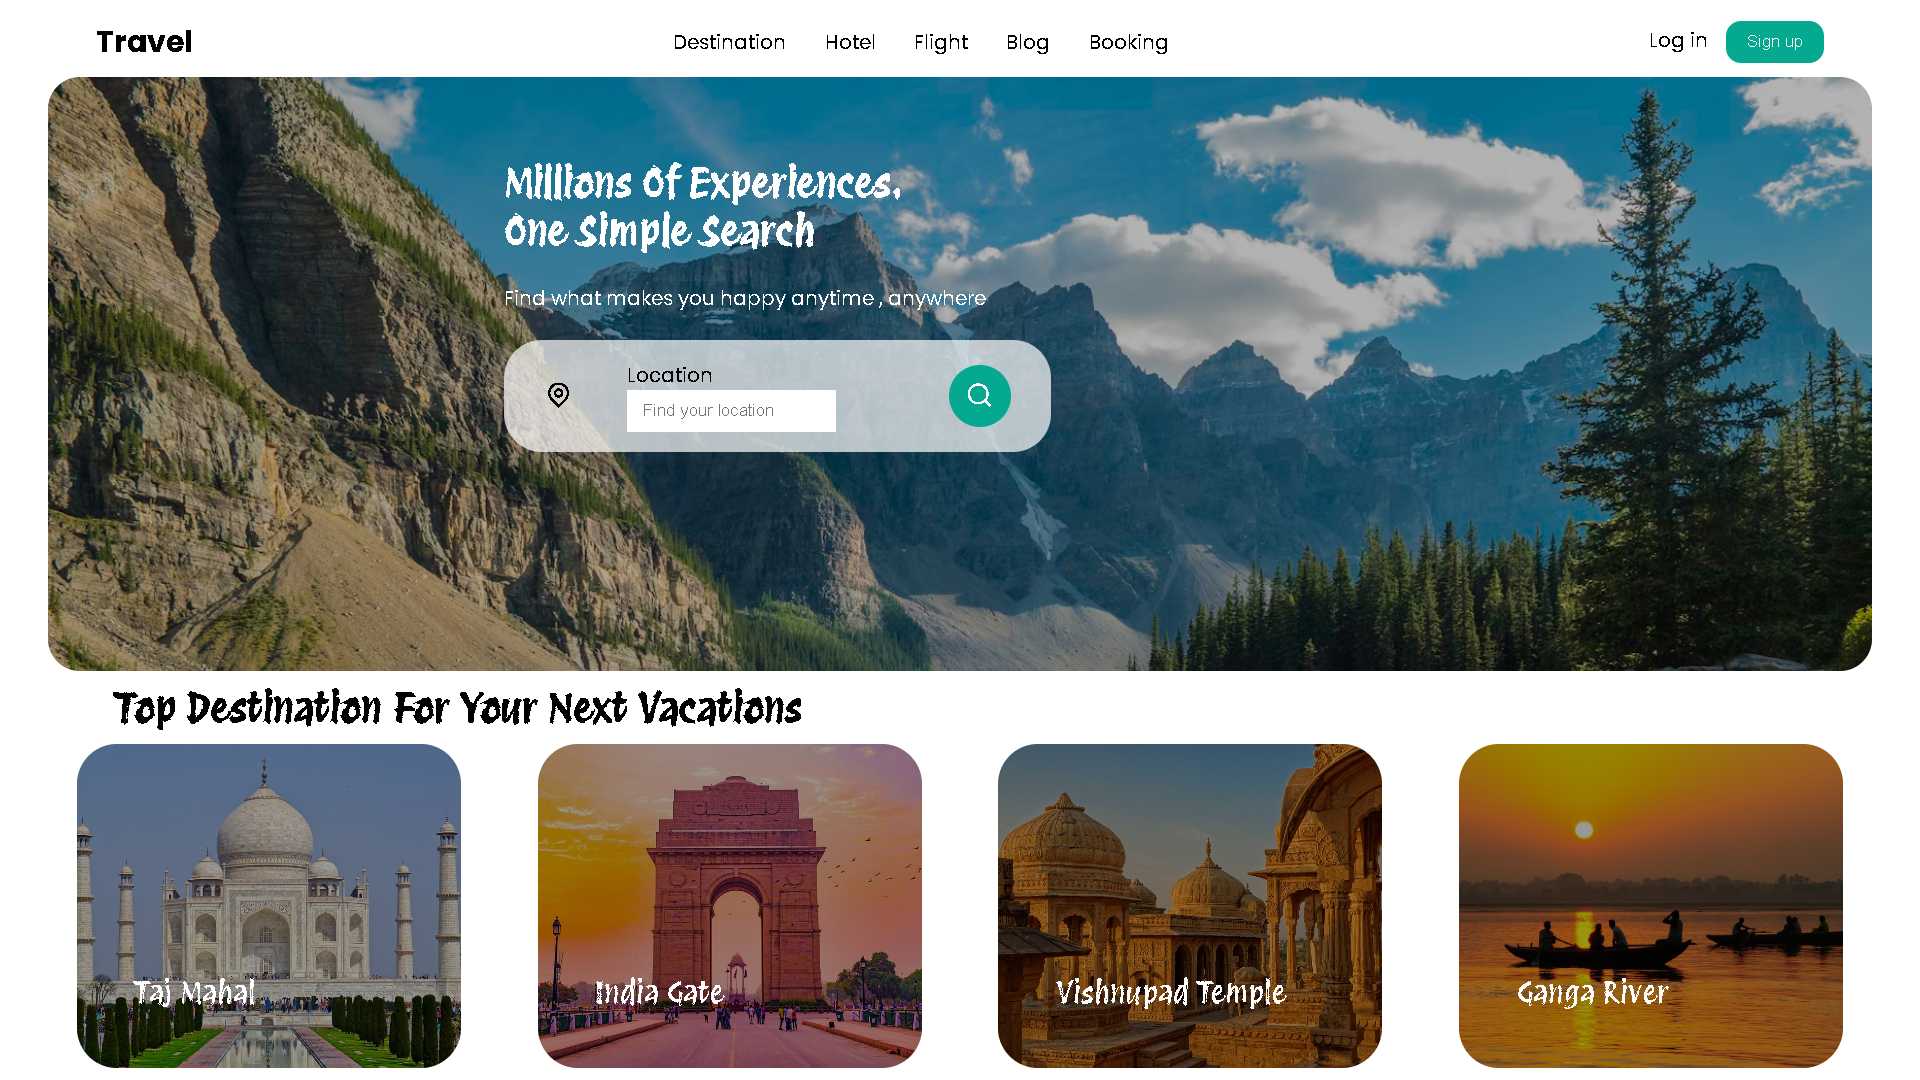 Travel
Destination Hotel Flight Blog Booking
Log in
Sign up
Millions Of Experiences.
One Simple Search
Find what makes you happy anytime , anywhere
Location
Find your location
Top Destination For Your Next Vacations
Taj Mahal
India Gate
Vishnupad Temple
Ganga River